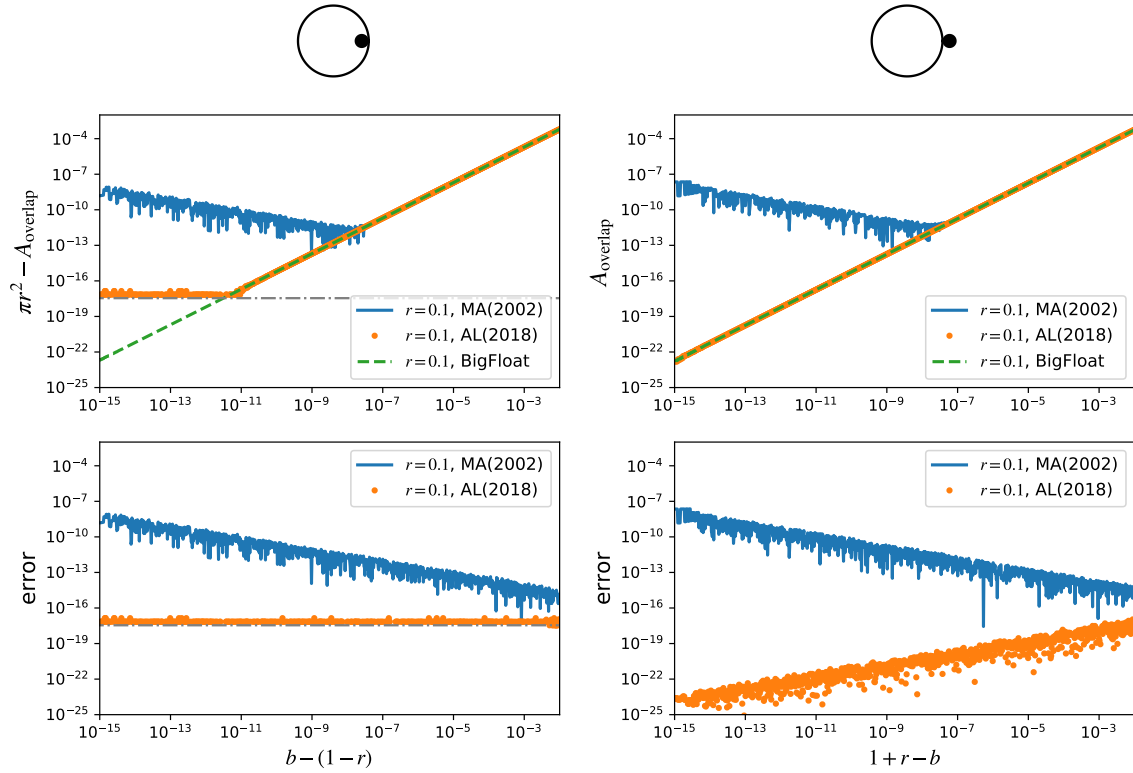 πr² − A_overlap
10⁻⁴
10⁻⁷
10⁻¹⁰
10⁻¹³
10⁻¹⁶
10⁻¹⁹
10⁻²²
10⁻²⁵
r = 0.1, MA(2002)
r = 0.1, AL(2018)
r = 0.1, BigFloat
10⁻¹⁵ 10⁻¹³ 10⁻¹¹ 10⁻⁹ 10⁻⁷ 10⁻⁵ 10⁻³
A_overlap
10⁻⁴
10⁻⁷
10⁻¹⁰
10⁻¹³
10⁻¹⁶
10⁻¹⁹
10⁻²²
10⁻²⁵
r = 0.1, MA(2002)
r = 0.1, AL(2018)
r = 0.1, BigFloat
10⁻¹⁵ 10⁻¹³ 10⁻¹¹ 10⁻⁹ 10⁻⁷ 10⁻⁵ 10⁻³
error
10⁻⁴
10⁻⁷
10⁻¹⁰
10⁻¹³
10⁻¹⁶
10⁻¹⁹
10⁻²²
10⁻²⁵
r = 0.1, MA(2002)
r = 0.1, AL(2018)
10⁻¹⁵ 10⁻¹³ 10⁻¹¹ 10⁻⁹ 10⁻⁷ 10⁻⁵ 10⁻³
b − (1 − r)
error
10⁻⁴
10⁻⁷
10⁻¹⁰
10⁻¹³
10⁻¹⁶
10⁻¹⁹
10⁻²²
10⁻²⁵
r = 0.1, MA(2002)
r = 0.1, AL(2018)
10⁻¹⁵ 10⁻¹³ 10⁻¹¹ 10⁻⁹ 10⁻⁷ 10⁻⁵ 10⁻³
1 + r − b